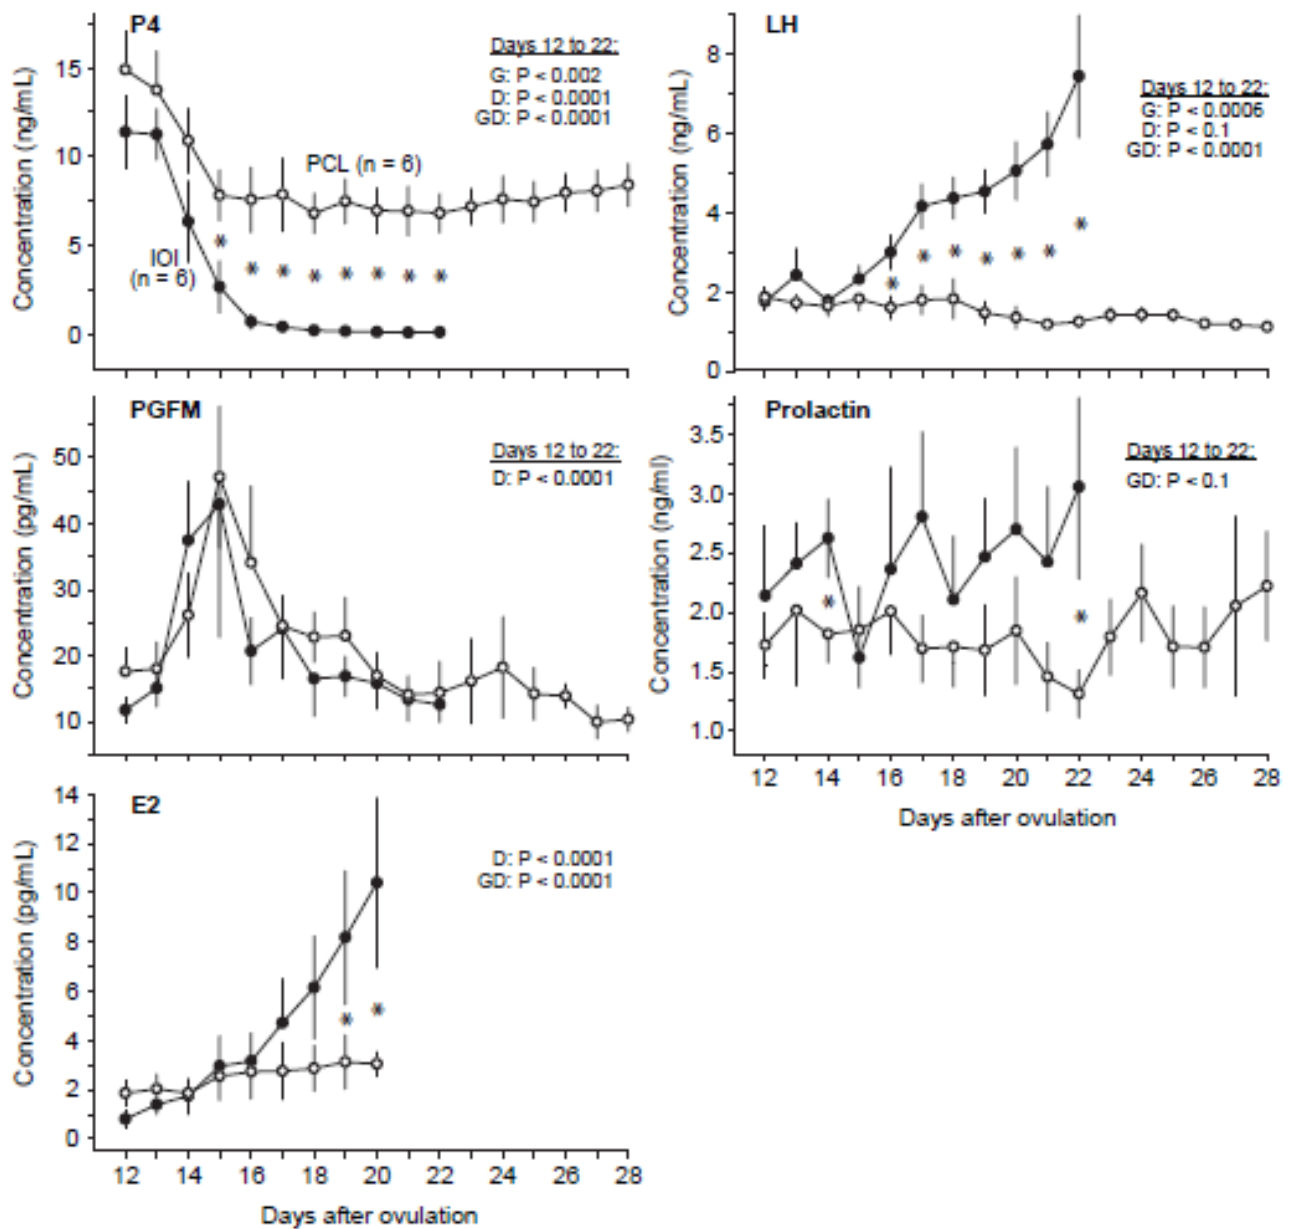 P4
Concentration (ng/mL)
15
10
5
0
Days 12 to 22:
G: P < 0.002
D: P < 0.0001
GD: P < 0.0001
PCL (n = 6)
IOI
(n = 6)
* * * * * * * *
LH
Concentration (ng/mL)
8
6
4
2
0
Days 12 to 22:
G: P < 0.0006
D: P < 0.1
GD: P < 0.0001
* * * * * * *
PGFM
Concentration (pg/mL)
50
40
30
20
10
Days 12 to 22:
D: P < 0.0001
Prolactin
Concentration (ng/ml)
3.5
3.0
2.5
2.0
1.5
1.0
Days 12 to 22:
GD: P < 0.1
* *
12 14 16 18 20 22 24 26 28
Days after ovulation
E2
Concentration (pg/mL)
14
12
10
8
6
4
2
0
D: P < 0.0001
GD: P < 0.0001
* *
12 14 16 18 20 22 24 26 28
Days after ovulation